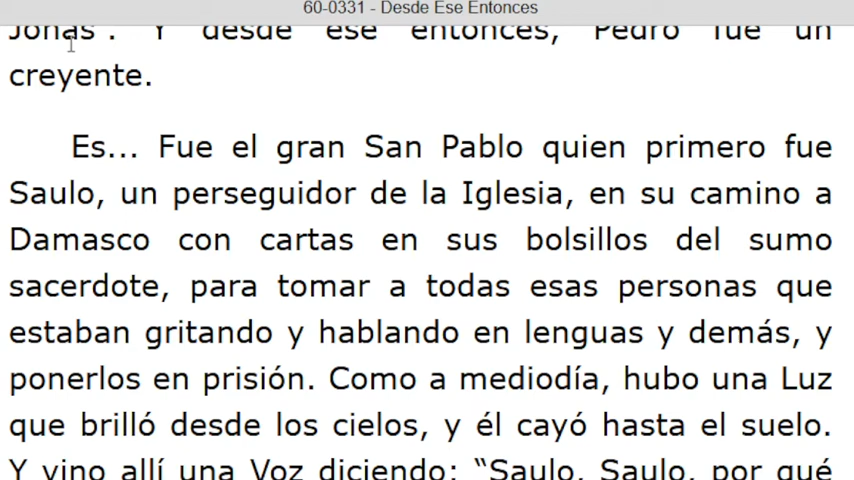 60-0331 - Desde Ese Entonces
Jonás”. Y desde ese entonces, Pedro fue un
creyente.
Es... Fue el gran San Pablo quien primero fue
Saulo, un perseguidor de la Iglesia, en su camino a
Damasco con cartas en sus bolsillos del sumo
sacerdote, para tomar a todas esas personas que
estaban gritando y hablando en lenguas y demás, y
ponerlos en prisión. Como a mediodía, hubo una Luz
que brilló desde los cielos, y él cayó hasta el suelo.
Y vino allí una Voz diciendo: “Saulo, Saulo, por qué